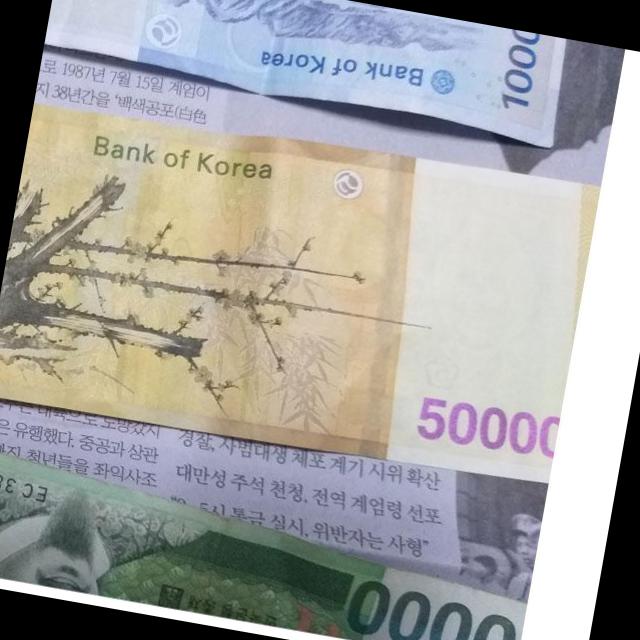 1000
Bank of Korea
로 1987년 7월 15일 계엄이
지 38년간을 '백색공포(白色
Bank of Korea
50000
은 유행했다. 중공과 삼관
청년들을 좌익사조
경찰, 사범대생 체포 계기 시위 확산
대만성 주석 천청, 전역 계엄령 선포
5시 통금 실시, 위반자는 사형"
EC 3
0000